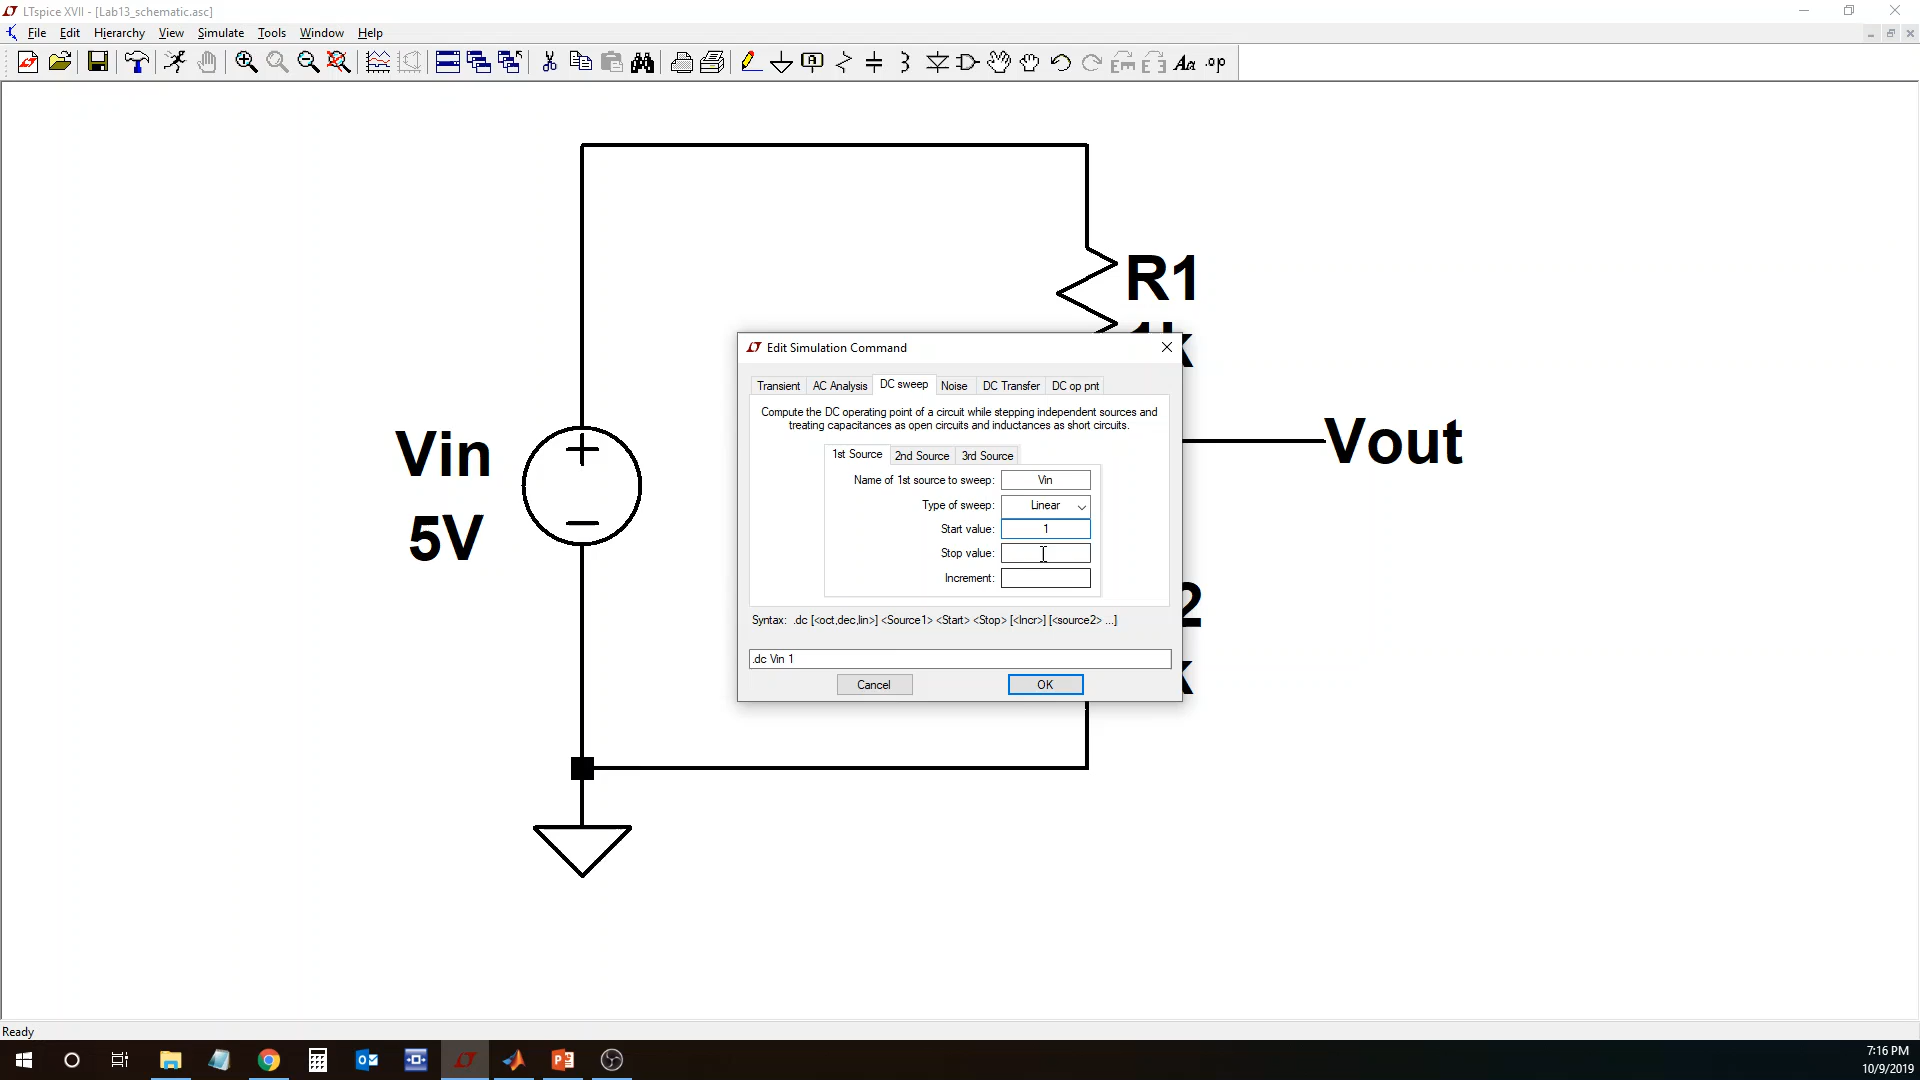 LTspice XVII - [Lab13_schematic.asc]
File Edit Hierarchy View Simulate Tools Window Help
Aa .op
R1
Edit Simulation Command
Transient AC Analysis DC sweep Noise DC Transfer DC op pnt
Compute the DC operating point of a circuit while stepping independent sources and
treating capacitances as open circuits and inductances as short circuits.
1st Source 2nd Source 3rd Source
Name of 1st source to sweep: Vin
Type of sweep: Linear
Start value: 1
Stop value:
Increment:
Syntax: .dc [<oct,dec,lin>] <Source1> <Start> <Stop> [<Incr>] [<source2> ...]
.dc Vin 1
Cancel OK
Vin
5V
Vout
2
Ready
7:16 PM
10/9/2019